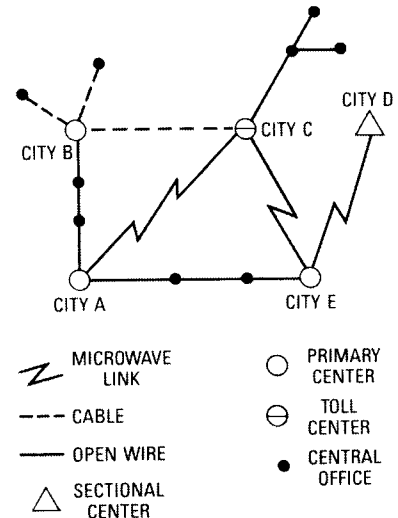 CITY D
CITY C
CITY B
CITY A
CITY E
MICROWAVE
LINK
CABLE
OPEN WIRE
SECTIONAL
CENTER
PRIMARY
CENTER
TOLL
CENTER
CENTRAL
OFFICE